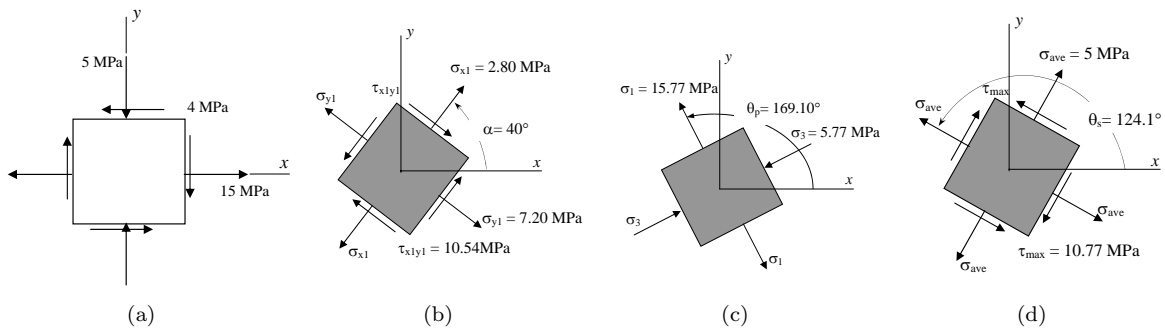 y
5 MPa
4 MPa
x
15 MPa
(a)
y
σx1 = 2.80 MPa
σy1
τx1y1
α= 40°
x
σy1 = 7.20 MPa
σx1
τx1y1 = 10.54MPa
(b)
y
σ1 = 15.77 MPa
θp= 169.10°
σ3= 5.77 MPa
x
σ3
σ1
(c)
y
σave = 5 MPa
σave
τmax
θs= 124.1°
x
σave
σave
τmax = 10.77 MPa
(d)